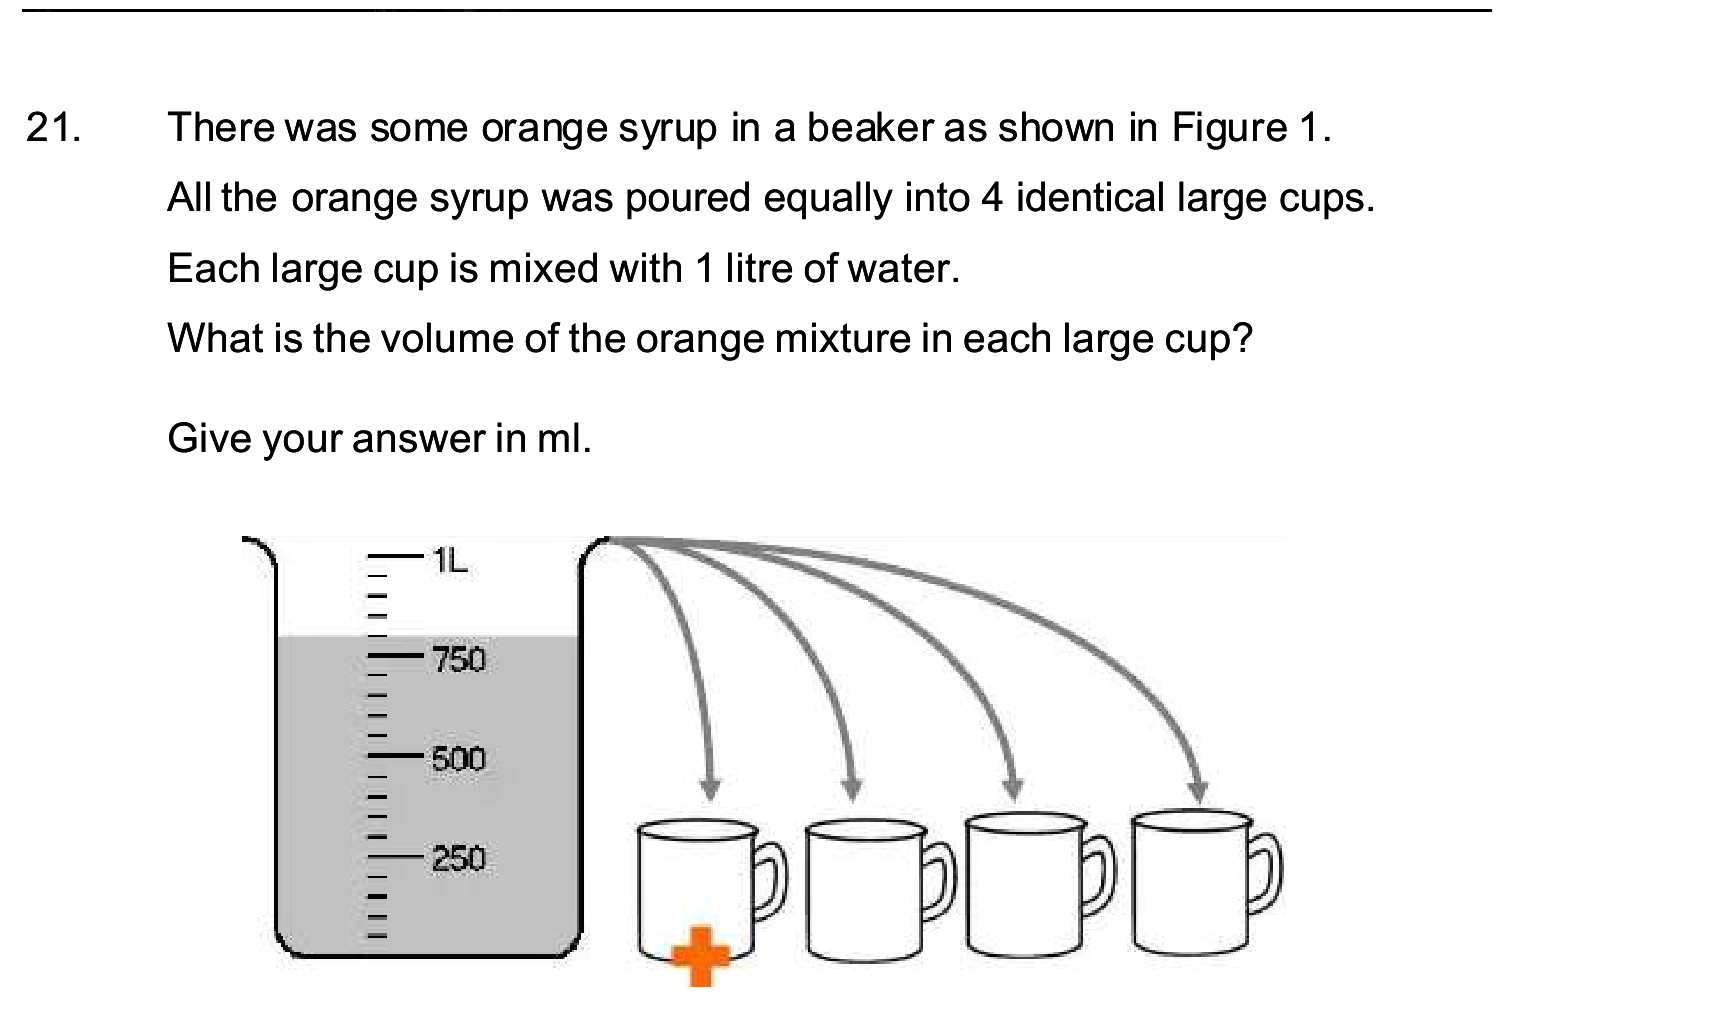 21. There was some orange syrup in a beaker as shown in Figure 1.
All the orange syrup was poured equally into 4 identical large cups.
Each large cup is mixed with 1 litre of water.
What is the volume of the orange mixture in each large cup?
Give your answer in ml.
1L
750
500
250